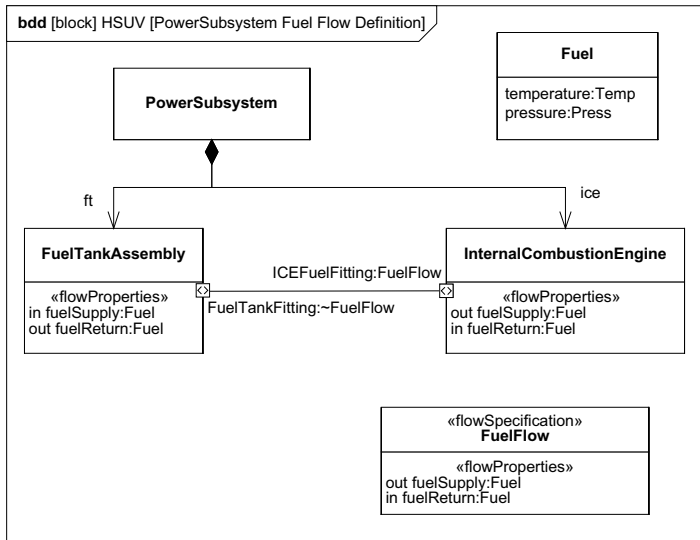 bdd [block] HSUV [PowerSubsystem Fuel Flow Definition]
PowerSubsystem
Fuel
temperature:Temp
pressure:Press
ft
ice
FuelTankAssembly
«flowProperties»
in fuelSupply:Fuel
out fuelReturn:Fuel
ICEFuelFitting:FuelFlow
FuelTankFitting:~FuelFlow
InternalCombustionEngine
«flowProperties»
out fuelSupply:Fuel
in fuelReturn:Fuel
«flowSpecification»
FuelFlow
«flowProperties»
out fuelSupply:Fuel
in fuelReturn:Fuel